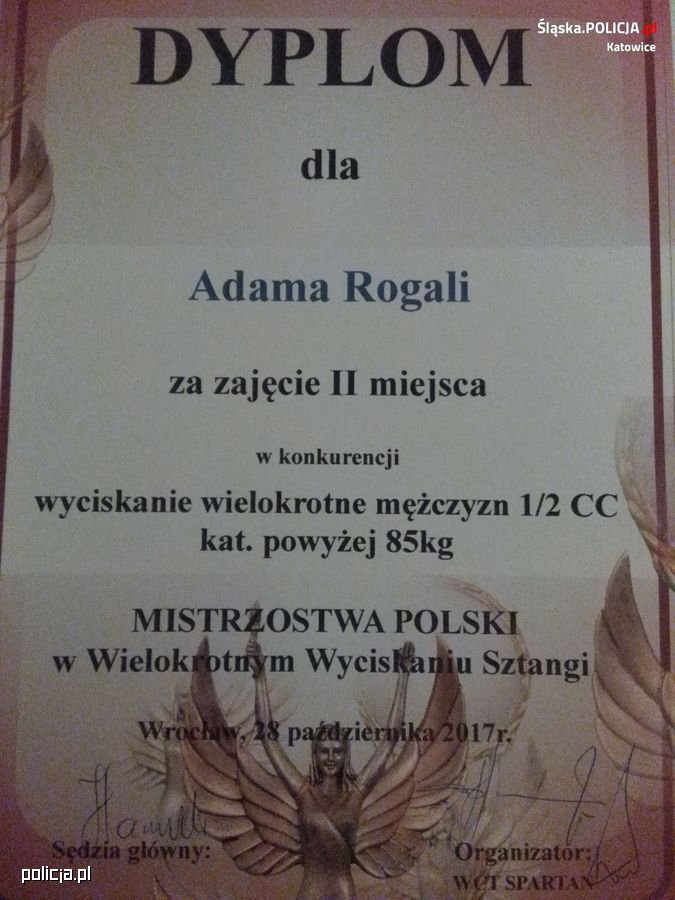 Śląska.POLICJA.pl
Katowice
DYPLOM
dla
Adama Rogali
za zajęcie II miejsca
w konkurencji
wyciskanie wielokrotne mężczyzn 1/2 CC
kat. powyżej 85kg
MISTRZOSTWA POLSKI
w Wielokrotnym Wyciskaniu Sztangi
Wrocław, 28 października 2017r.
Sędzia główny:
Organizator:
WCT SPARTAN
policja.pl